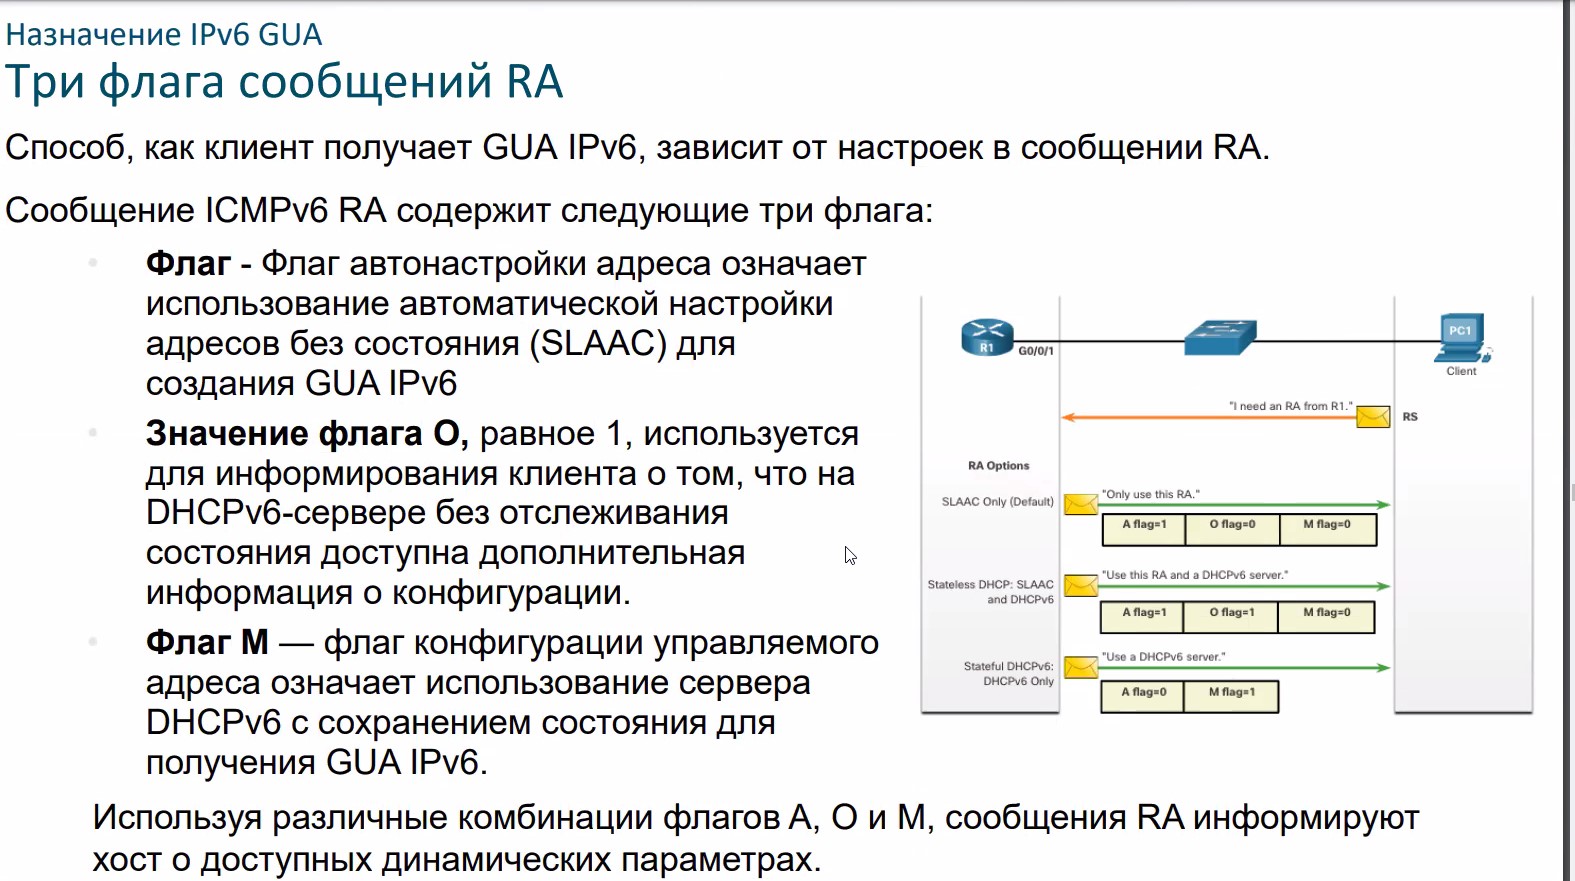 Назначение IPv6 GUA
Три флага сообщений RA
Способ, как клиент получает GUA IPv6, зависит от настроек в сообщении RA.
Сообщение ICMPv6 RA содержит следующие три флага:
Флаг - Флаг автонастройки адреса означает
использование автоматической настройки
адресов без состояния (SLAAC) для
создания GUA IPv6
Значение флага O, равное 1, используется
для информирования клиента о том, что на
DHCPv6-сервере без отслеживания
состояния доступна дополнительная
информация о конфигурации.
Флаг M — флаг конфигурации управляемого
адреса означает использование сервера
DHCPv6 с сохранением состояния для
получения GUA IPv6.
R1
G0/0/1
PC1
Client
"I need an RA from R1."
RS
RA Options
SLAAC Only (Default)
"Only use this RA."
A flag=1 O flag=0 M flag=0
Stateless DHCP: SLAAC
and DHCPv6
"Use this RA and a DHCPv6 server."
A flag=1 O flag=1 M flag=0
Stateful DHCPv6:
DHCPv6 Only
"Use a DHCPv6 server."
A flag=0 M flag=1
Используя различные комбинации флагов A, O и M, сообщения RA информируют
хост о доступных динамических параметрах.